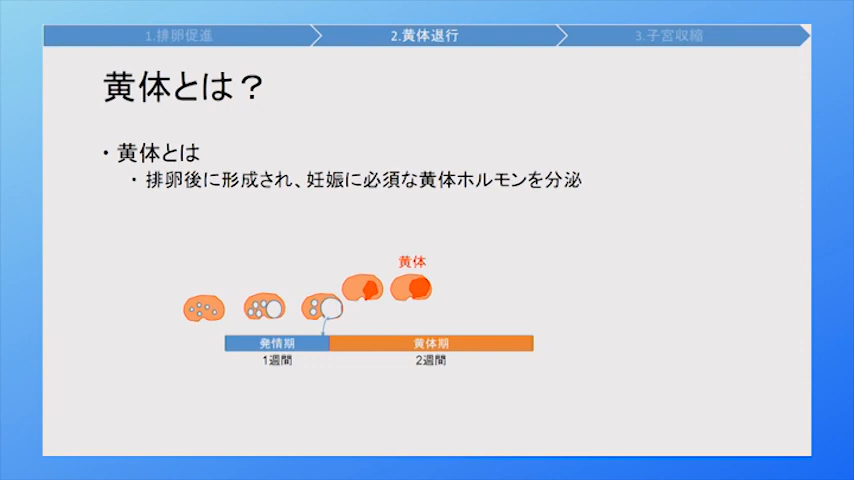 1.排卵促進
2.黄体退行
3.子宮収縮
黄体とは？
・黄体とは
・排卵後に形成され、妊娠に必須な黄体ホルモンを分泌
黄体
発情期
黄体期
1週間
2週間